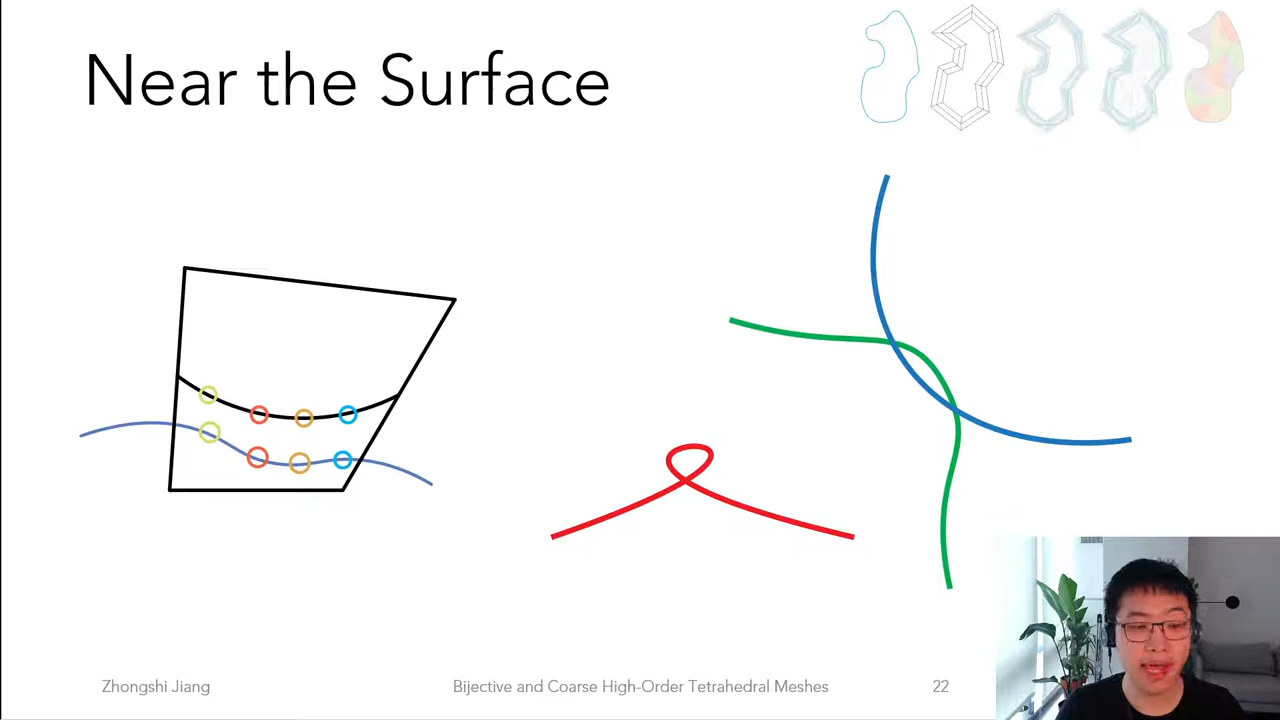 Near the Surface
Zhongshi Jiang
Bijective and Coarse High-Order Tetrahedral Meshes
22